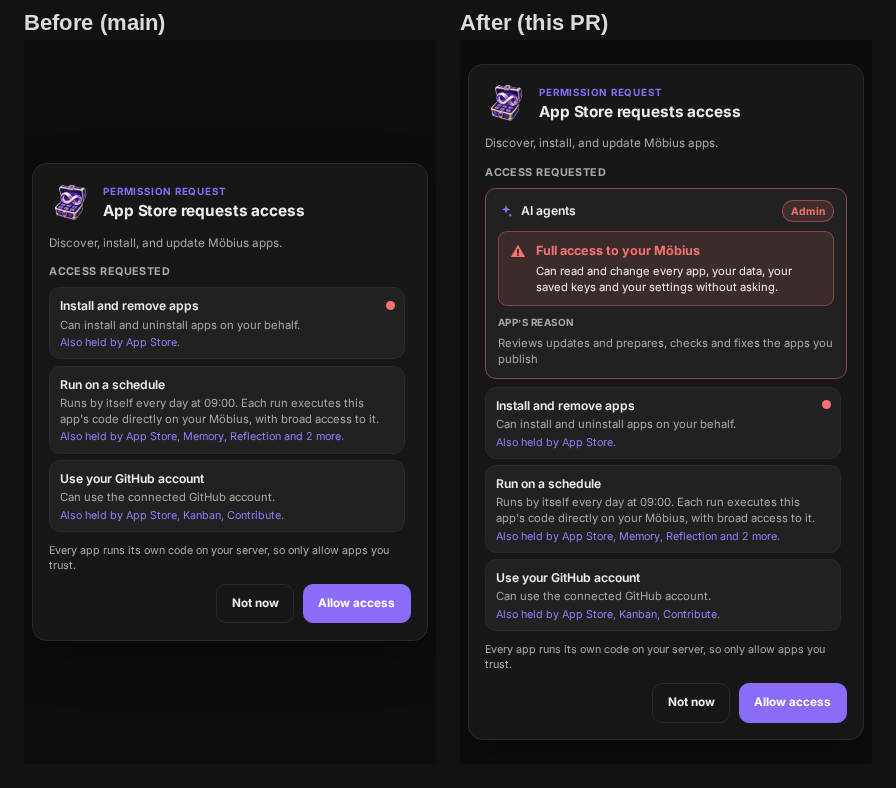 Before (main)
PERMISSION REQUEST
App Store requests access
Discover, install, and update Möbius apps.
ACCESS REQUESTED
Install and remove apps
Can install and uninstall apps on your behalf.
Also held by App Store.
Run on a schedule
Runs by itself every day at 09:00. Each run executes this
app's code directly on your Möbius, with broad access to it.
Also held by App Store, Memory, Reflection and 2 more.
Use your GitHub account
Can use the connected GitHub account.
Also held by App Store, Kanban, Contribute.
Every app runs its own code on your server, so only allow apps you
trust.
Not now
Allow access
After (this PR)
PERMISSION REQUEST
App Store requests access
Discover, install, and update Möbius apps.
ACCESS REQUESTED
AI agents
Admin
Full access to your Möbius
Can read and change every app, your data, your
saved keys and your settings without asking.
APP'S REASON
Reviews updates and prepares, checks and fixes the apps you
publish
Install and remove apps
Can install and uninstall apps on your behalf.
Also held by App Store.
Run on a schedule
Runs by itself every day at 09:00. Each run executes this
app's code directly on your Möbius, with broad access to it.
Also held by App Store, Memory, Reflection and 2 more.
Use your GitHub account
Can use the connected GitHub account.
Also held by App Store, Kanban, Contribute.
Every app runs its own code on your server, so only allow apps you
trust.
Not now
Allow access